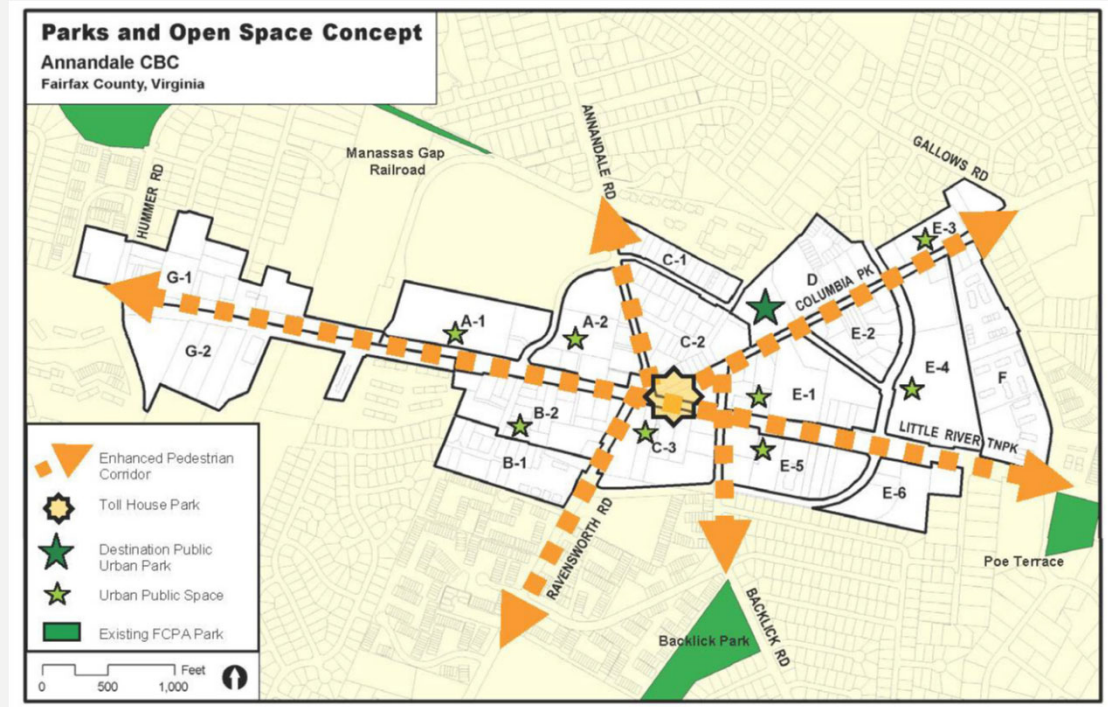 Parks and Open Space Concept
Annandale CBC
Fairfax County, Virginia
Manassas Gap
Railroad
HUMMER RD
ANNANDALE RD
GALLOWS RD
E-3
C-1
D
COLUMBIA PK
G-1
A-1
A-2
C-2
E-2
G-2
E-4
F
E-1
B-2
LITTLE RIVER TNPK
C-3
B-1
E-5
E-6
RAVENSWORTH RD
Poe Terrace
BACKLICK RD
Backlick Park
Enhanced Pedestrian
Corridor
Toll House Park
Destination Public
Urban Park
Urban Public Space
Existing FCPA Park
Feet
0 500 1,000